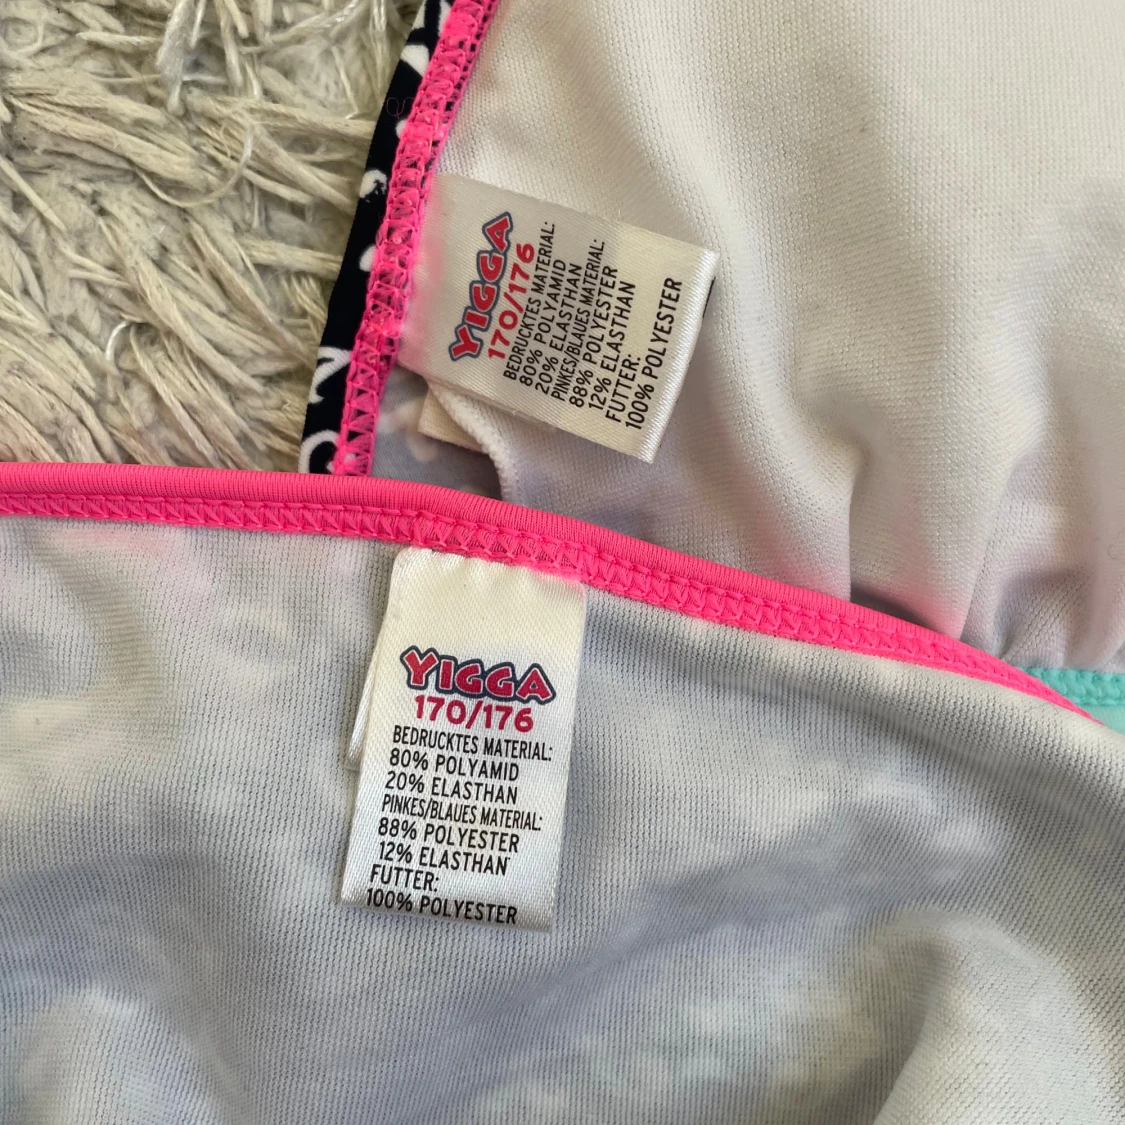 YIGGA
170/176
BEDRUCKTES MATERIAL:
80% POLYAMID
20% ELASTHAN
PINKES/BLAUES MATERIAL:
88% POLYESTER
12% ELASTHAN
FUTTER:
100% POLYESTER
YIGGA
170/176
BEDRUCKTES MATERIAL:
80% POLYAMID
20% ELASTHAN
PINKES/BLAUES MATERIAL:
88% POLYESTER
12% ELASTHAN
FUTTER:
100% POLYESTER